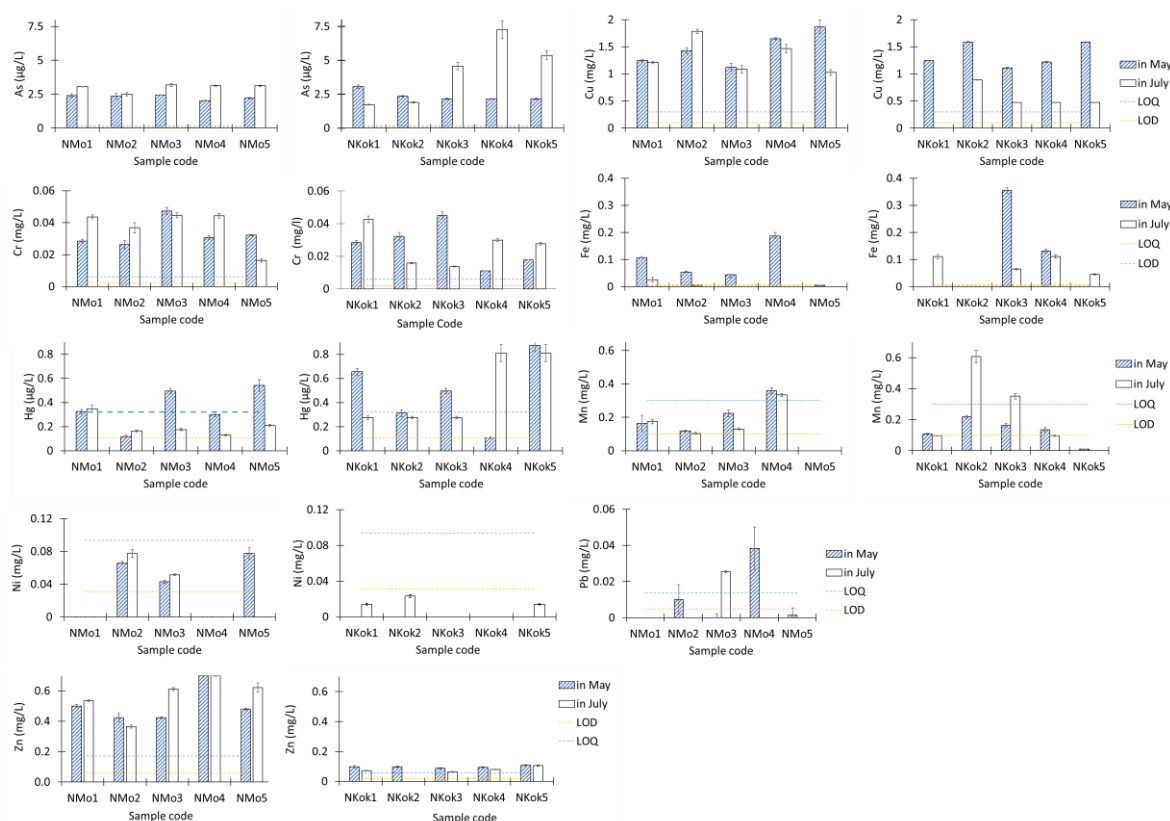 As (µg/L)
7.5
5
2.5
0
NMo1 NMo2 NMo3 NMo4 NMo5
Sample code
As (µg/L)
7.5
5
2.5
0
NKok1 NKok2 NKok3 NKok4 NKok5
Sample code
Cu (mg/L)
2
1.5
1
0.5
0
NMo1 NMo2 NMo3 NMo4 NMo5
Sample code
Cu (mg/L)
2
1.5
1
0.5
0
NKok1 NKok2 NKok3 NKok4 NKok5
Sample code
in May
in July
LOQ
LOD
Cr (mg/L)
0.06
0.04
0.02
0
NMo1 NMo2 NMo3 NMo4 NMo5
Sample code
Cr (mg/l)
0.06
0.04
0.02
0
NKok1 NKok2 NKok3 NKok4 NKok5
Sample Code
Fe (mg/L)
0.4
0.3
0.2
0.1
0
NMo1 NMo2 NMo3 NMo4 NMo5
Sample code
Fe (mg/L)
0.4
0.3
0.2
0.1
0
NKok1 NKok2 NKok3 NKok4 NKok5
Sample code
in May
in July
LOQ
LOD
Hg (µg/L)
0.8
0.6
0.4
0.2
0
NMo1 NMo2 NMo3 NMo4 NMo5
Sample code
Hg (µg/L)
0.8
0.6
0.4
0.2
0
NKok1 NKok2 NKok3 NKok4 NKok5
Sample code
Mn (mg/L)
0.6
0.4
0.2
0
NMo1 NMo2 NMo3 NMo4 NMo5
Sample code
Mn (mg/L)
0.6
0.4
0.2
0
NKok1 NKok2 NKok3 NKok4 NKok5
Sample code
in May
in July
LOQ
LOD
Ni (mg/L)
0.12
0.08
0.04
0
NMo1 NMo2 NMo3 NMo4 NMo5
Sample code
Ni (mg/L)
0.12
0.08
0.04
0
NKok1 NKok2 NKok3 NKok4 NKok5
Sample code
Pb (mg/L)
0.06
0.04
0.02
0
NMo1 NMo2 NMo3 NMo4 NMo5
Sample code
in May
in July
LOQ
LOD
Zn (mg/L)
0.6
0.4
0.2
0.0
NMo1 NMo2 NMo3 NMo4 NMo5
Sample code
Zn (mg/L)
0.6
0.4
0.2
0
NKok1 NKok2 NKok3 NKok4 NKok5
Sample code
in May
in July
LOD
LOQ